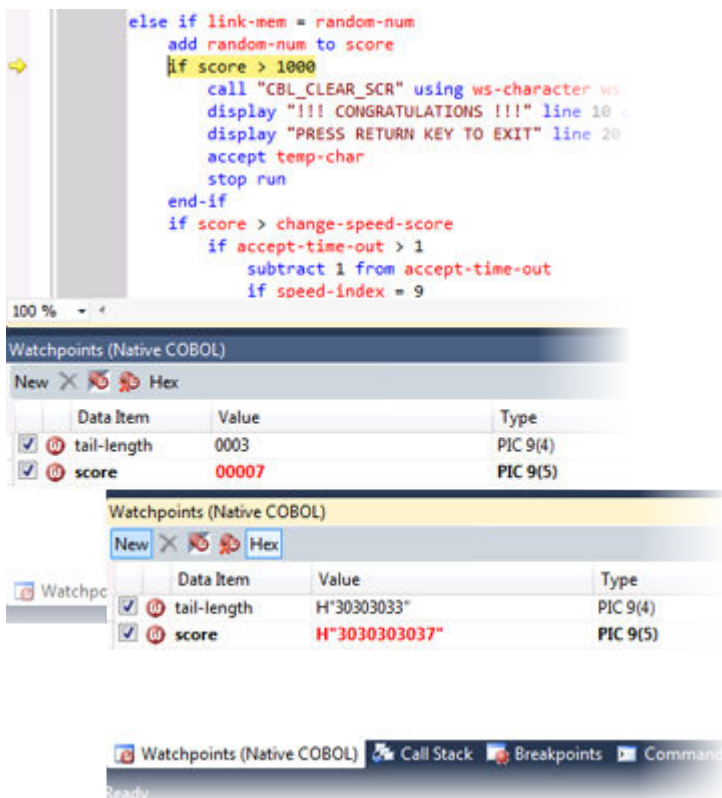 else if link-mem = random-num
add random-num to score
if score > 1000
call "CBL_CLEAR_SCR" using ws-character
display "!!! CONGRATULATIONS !!!" line 10
display "PRESS RETURN KEY TO EXIT" line 20
accept temp-char
stop run
end-if
if score > change-speed-score
if accept-time-out > 1
subtract 1 from accept-time-out
if speed-index = 9
100 %
Watchpoints (Native COBOL)
New Hex
Data Item Value Type
tail-length 0003 PIC 9(4)
score 00007 PIC 9(5)
Watchpoints (Native COBOL)
New Hex
Data Item Value Type
tail-length H"30303033" PIC 9(4)
score H"3030303037" PIC 9(5)
Watchpoints (Native COBOL) Call Stack Breakpoints Command
Ready